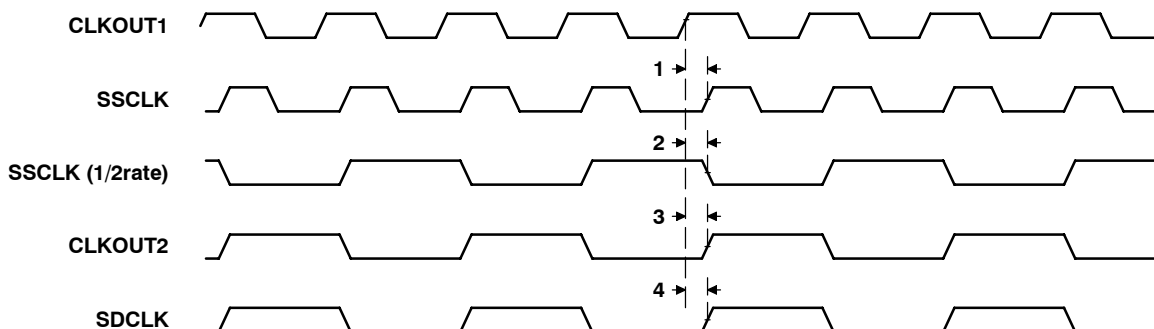 CLKOUT1
1
SSCLK
2
SSCLK (1/2rate)
3
CLKOUT2
4
SDCLK